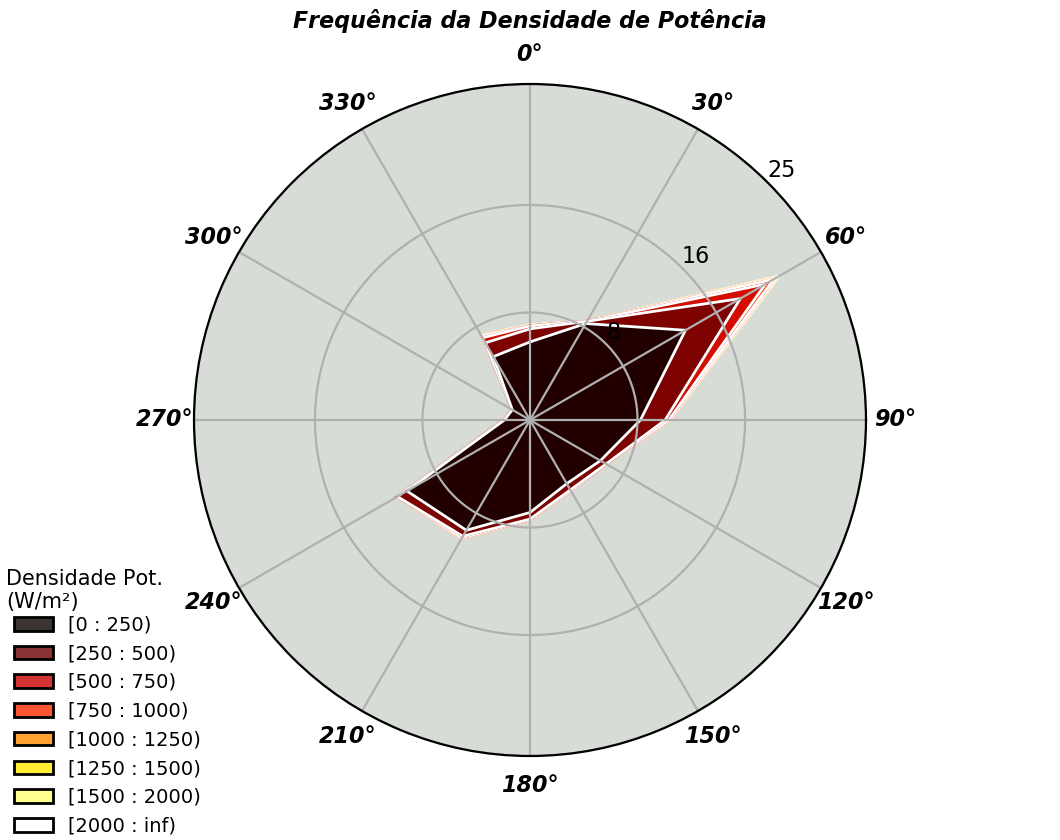 Frequência da Densidade de Potência
0°
330°
30°
25
300°
60°
16
8
270°
90°
240°
120°
210°
150°
180°
Densidade Pot.
(W/m²)
[0 : 250)
[250 : 500)
[500 : 750)
[750 : 1000)
[1000 : 1250)
[1250 : 1500)
[1500 : 2000)
[2000 : inf)